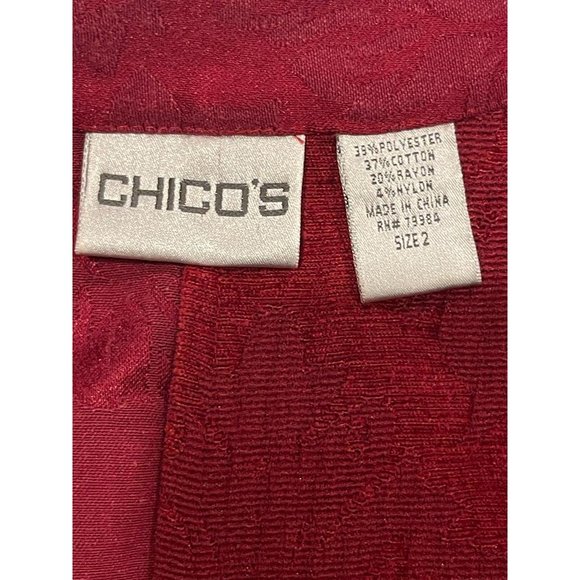 CHICO'S
39% POLYESTER
37% COTTON
20% RAYON
4% NYLON
MADE IN CHINA
RN# 79984
SIZE 2